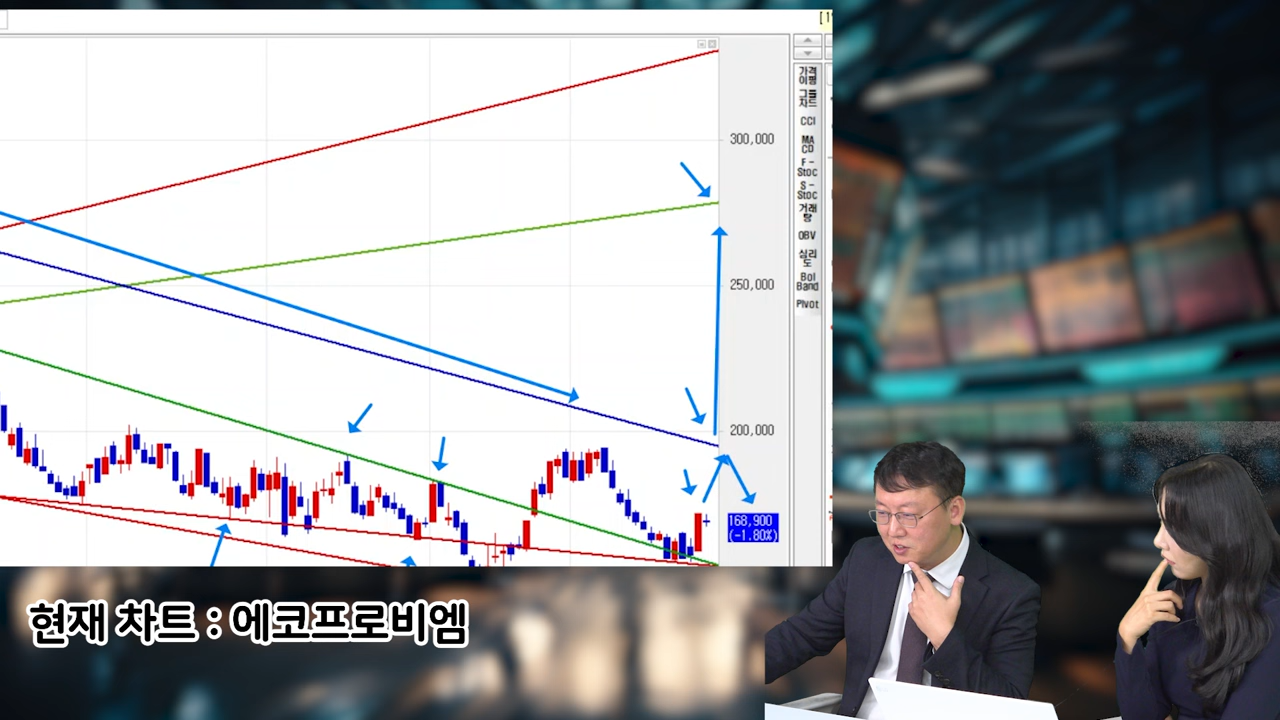 [1
가격
이평
그물
차트
CCI
MA
CD
F -
Stoc
S -
Stoc
거래
량
OBV
심리
도
Bol
Band
Pivot
300,000
250,000
200,000
168,900
(-1.80%)
현재 차트 : 에코프로비엠